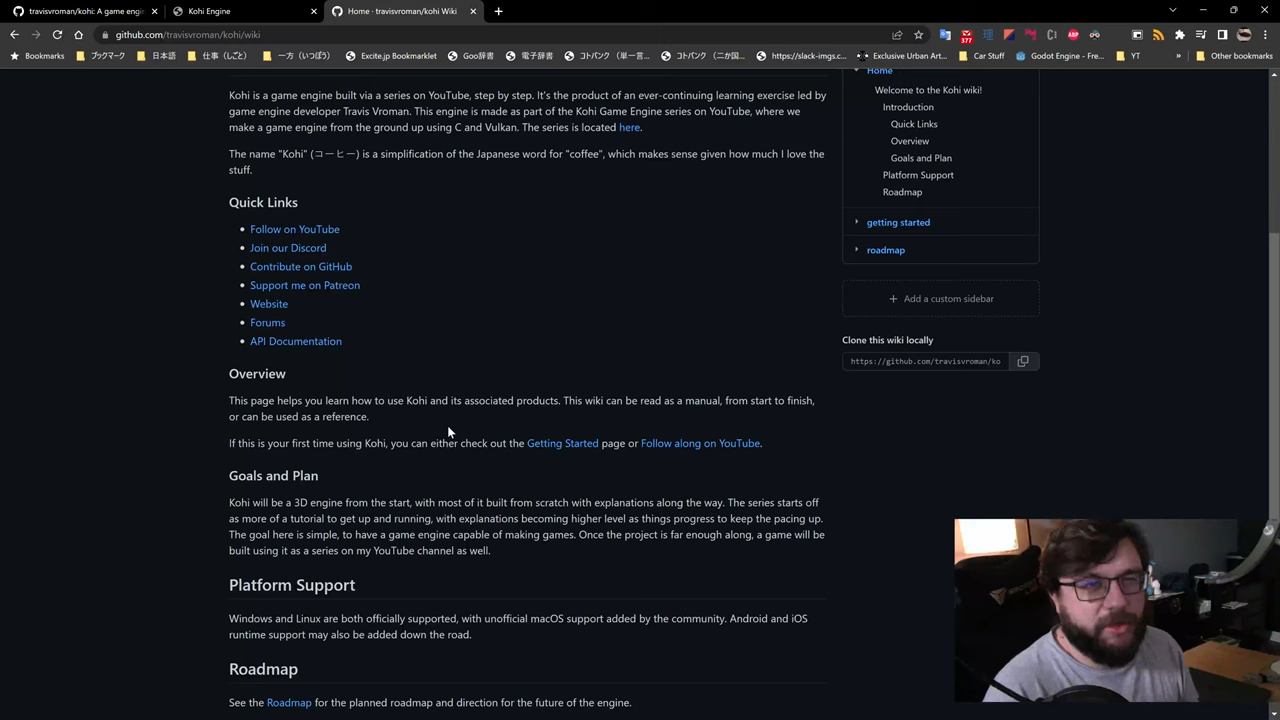 travisvroman/kohi: A game engin
Kohi Engine
Home · travisvroman/kohi Wiki
github.com/travisvroman/kohi/wiki
377
ABP
Bookmarks
ブックマーク
日本語
仕事（しごと）
一方（いっぽう）
Excite.jp Bookmarklet
Goo辞書
電子辞書
コトバンク（単一言...
コトバンク（二か国...
https://slack-imgs.c...
Exclusive Urban Art...
Car Stuff
Godot Engine - Fre...
YT
»
Other bookmarks
Kohi is a game engine built via a series on YouTube, step by step. It's the product of an ever-continuing learning exercise led by
game engine developer Travis Vroman. This engine is made as part of the Kohi Game Engine series on YouTube, where we
make a game engine from the ground up using C and Vulkan. The series is located here.
The name "Kohi" (コーヒー) is a simplification of the Japanese word for "coffee", which makes sense given how much I love the
stuff.
Quick Links
Follow on YouTube
Join our Discord
Contribute on GitHub
Support me on Patreon
Website
Forums
API Documentation
Overview
This page helps you learn how to use Kohi and its associated products. This wiki can be read as a manual, from start to finish,
or can be used as a reference.
If this is your first time using Kohi, you can either check out the Getting Started page or Follow along on YouTube.
Goals and Plan
Kohi will be a 3D engine from the start, with most of it built from scratch with explanations along the way. The series starts off
as more of a tutorial to get up and running, with explanations becoming higher level as things progress to keep the pacing up.
The goal here is simple, to have a game engine capable of making games. Once the project is far enough along, a game will be
built using it as a series on my YouTube channel as well.
Platform Support
Windows and Linux are both officially supported, with unofficial macOS support added by the community. Android and iOS
runtime support may also be added down the road.
Roadmap
See the Roadmap for the planned roadmap and direction for the future of the engine.
Home
Welcome to the Kohi wiki!
Introduction
Quick Links
Overview
Goals and Plan
Platform Support
Roadmap
getting started
roadmap
Add a custom sidebar
Clone this wiki locally
https://github.com/travisvroman/ko